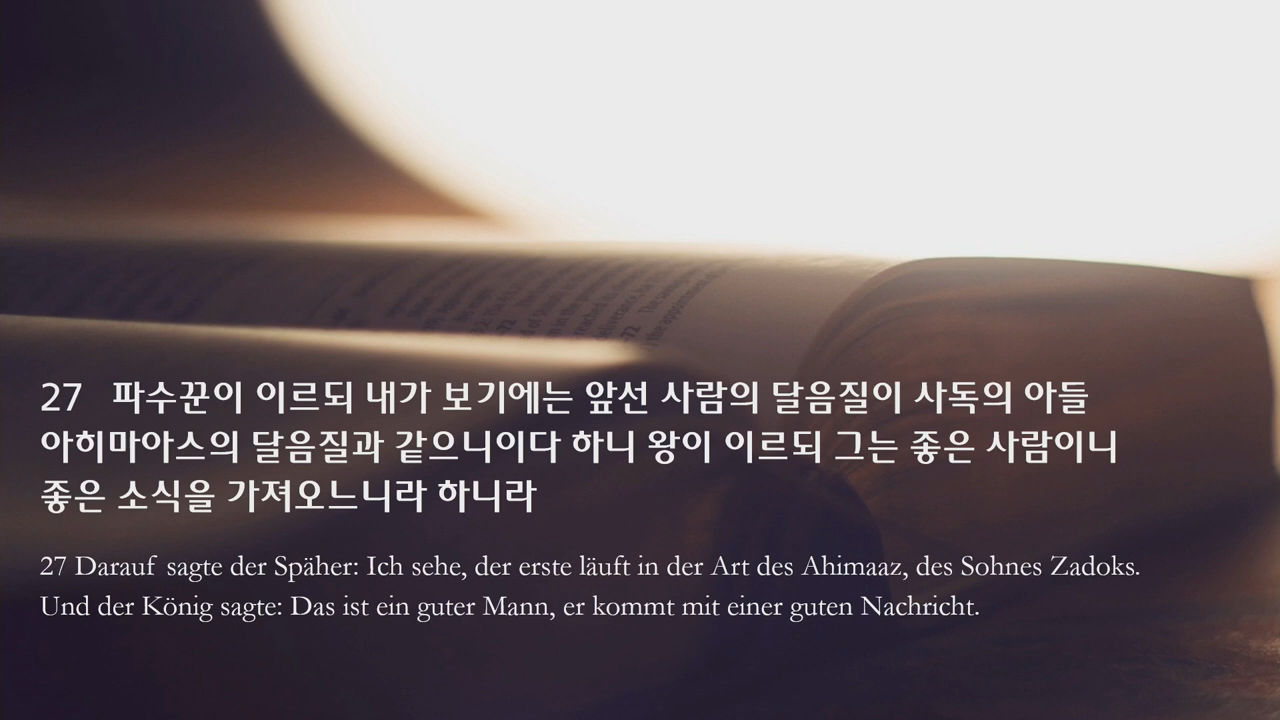 27 파수꾼이 이르되 내가 보기에는 앞선 사람의 달음질이 사독의 아들
아히마아스의 달음질과 같으니이다 하니 왕이 이르되 그는 좋은 사람이니
좋은 소식을 가져오느니라 하니라
27 Darauf sagte der Späher: Ich sehe, der erste läuft in der Art des Ahimaaz, des Sohnes Zadoks.
Und der König sagte: Das ist ein guter Mann, er kommt mit einer guten Nachricht.